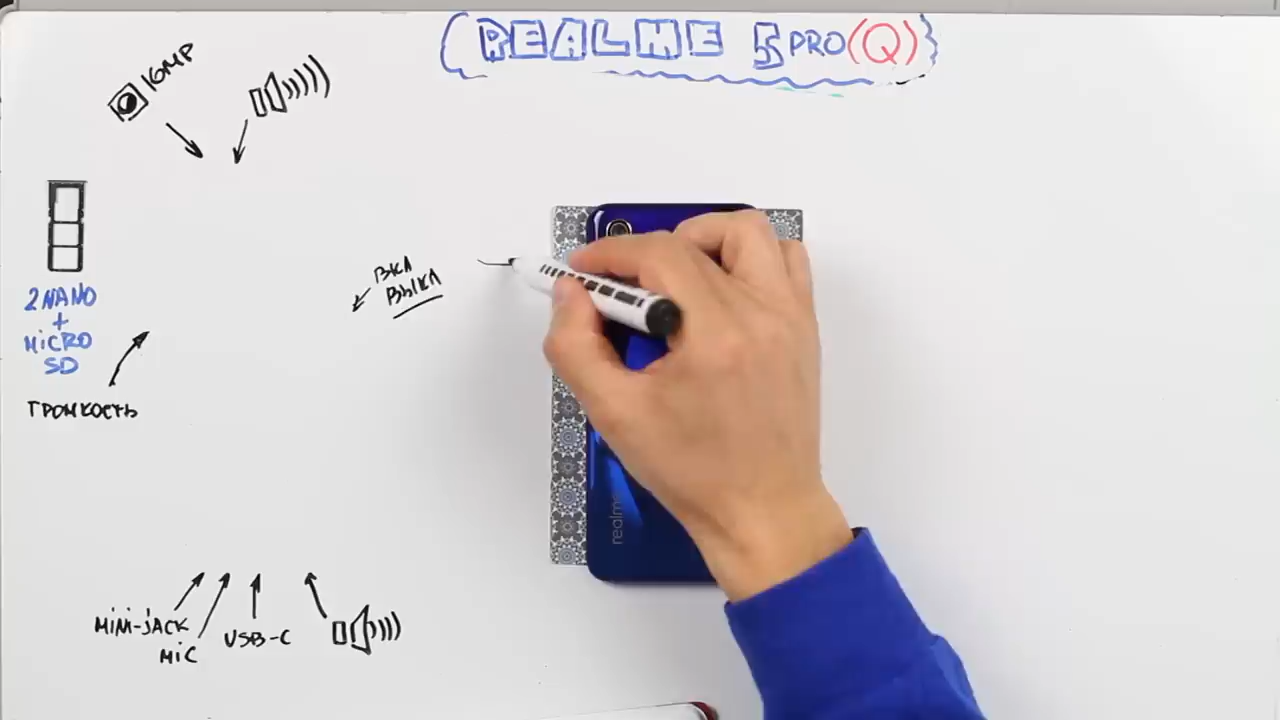 REALME 5 PRO (Q)
16MP
2 NANO
+
MiCRO
SD
ГРОМКОСТЬ
ВКЛ
ВЫКЛ
MiNi-jACK
MiC
USB-C
realme